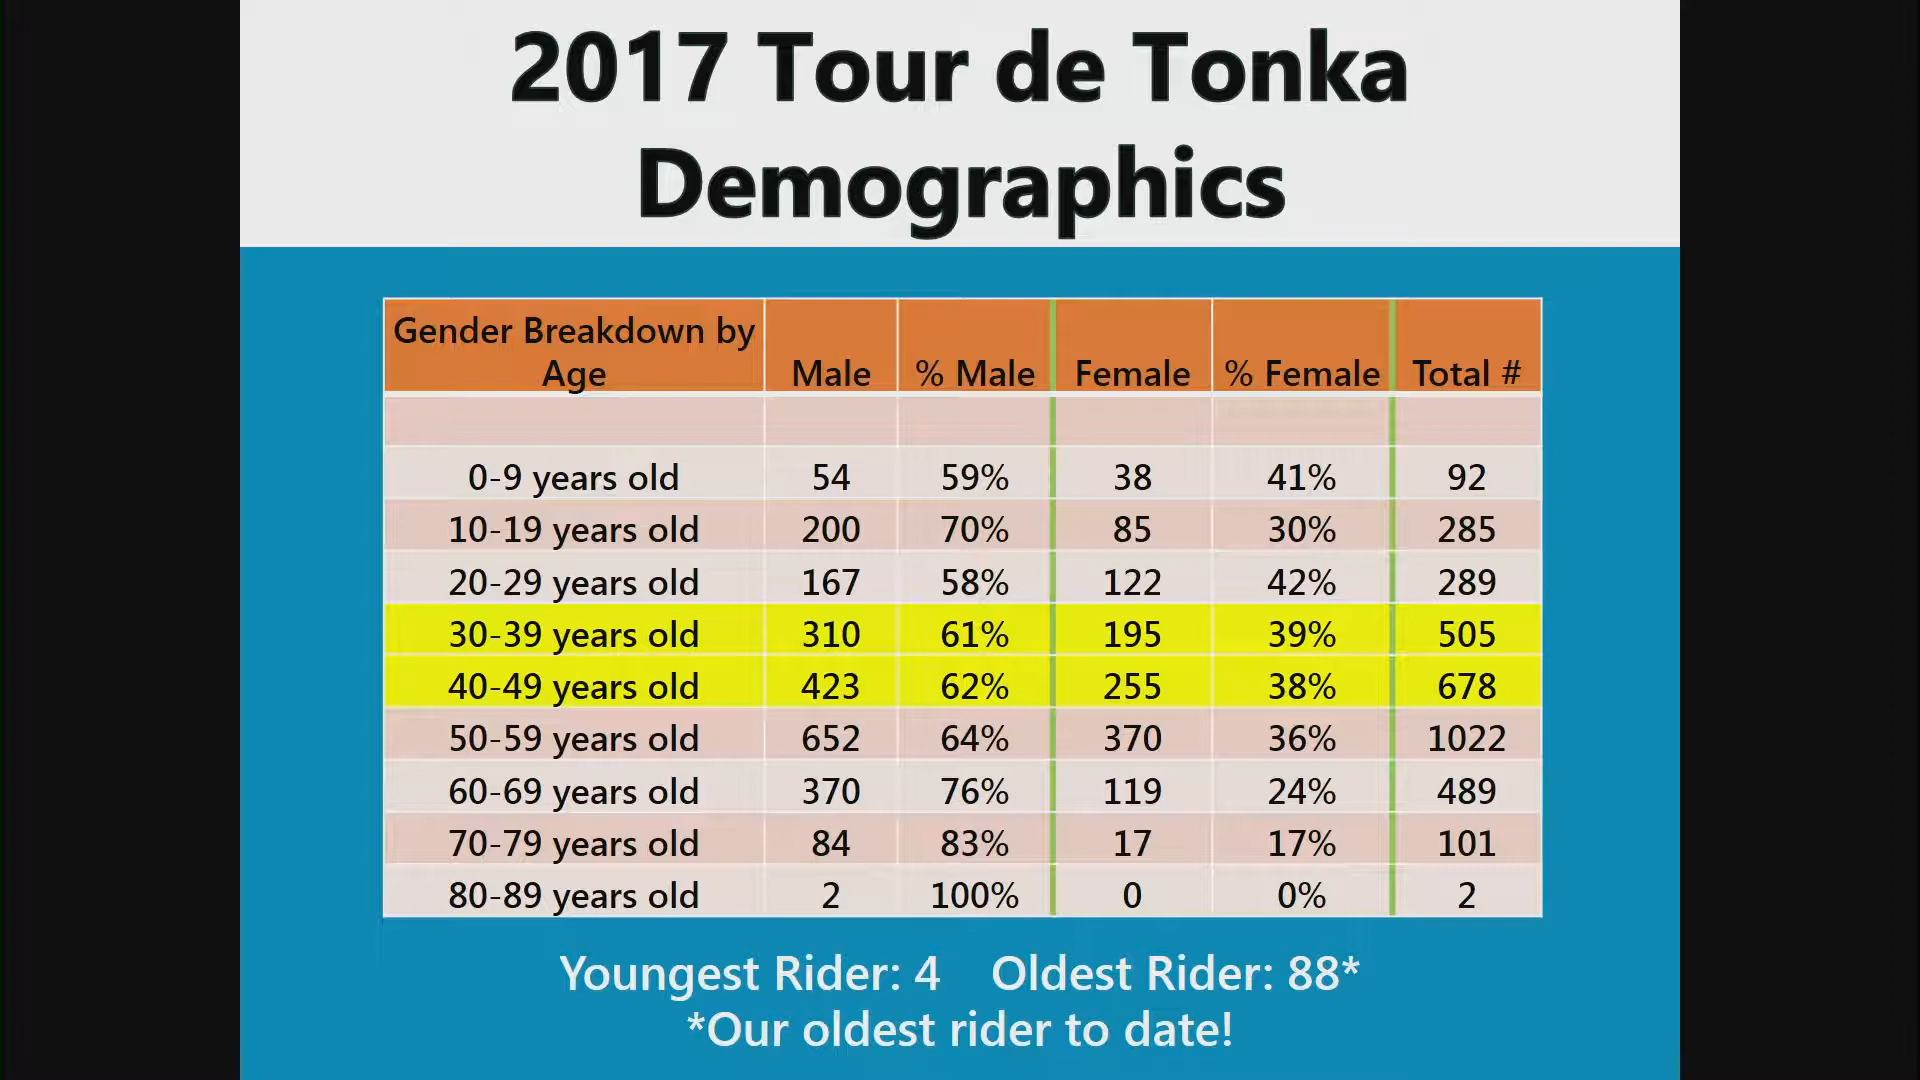 2017 Tour de Tonka
Demographics
Gender Breakdown by
Age Male % Male Female % Female Total #
0-9 years old 54 59% 38 41% 92
10-19 years old 200 70% 85 30% 285
20-29 years old 167 58% 122 42% 289
30-39 years old 310 61% 195 39% 505
40-49 years old 423 62% 255 38% 678
50-59 years old 652 64% 370 36% 1022
60-69 years old 370 76% 119 24% 489
70-79 years old 84 83% 17 17% 101
80-89 years old 2 100% 0 0% 2
Youngest Rider: 4 Oldest Rider: 88*
*Our oldest rider to date!